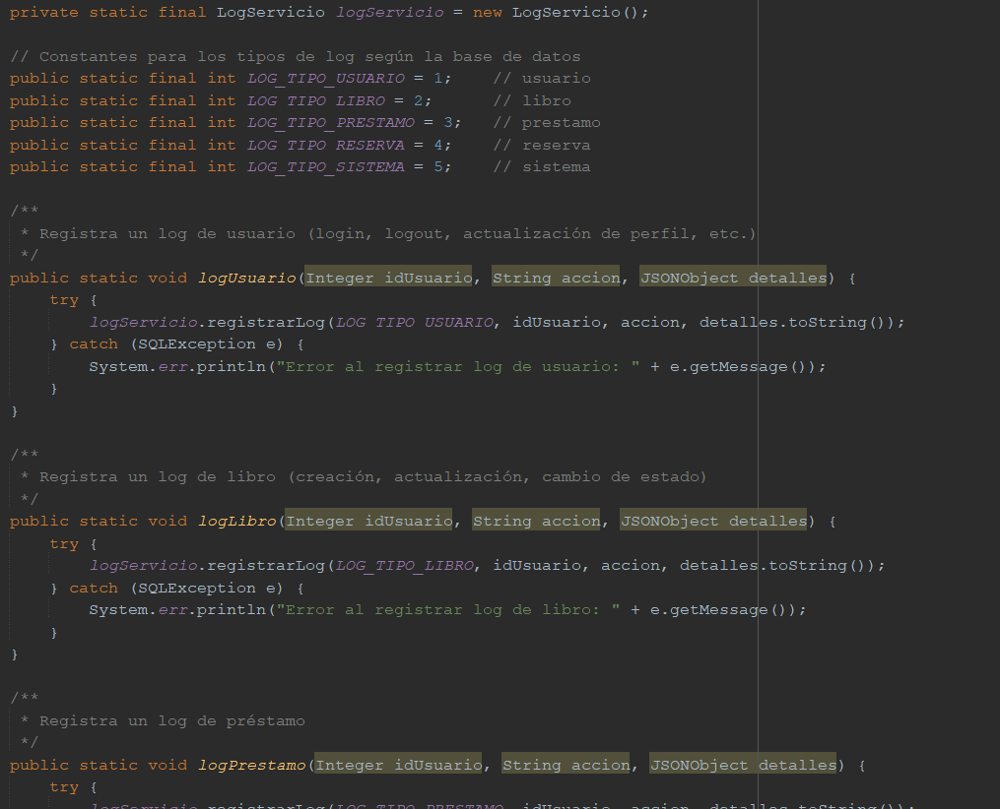 private static final LogServicio logServicio = new LogServicio();
// Constantes para los tipos de log según la base de datos
public static final int LOG_TIPO_USUARIO = 1;    // usuario
public static final int LOG_TIPO_LIBRO = 2;      // libro
public static final int LOG_TIPO_PRESTAMO = 3;   // prestamo
public static final int LOG_TIPO_RESERVA = 4;    // reserva
public static final int LOG_TIPO_SISTEMA = 5;    // sistema
/**
 * Registra un log de usuario (login, logout, actualización de perfil, etc.)
 */
public static void logUsuario(Integer idUsuario, String accion, JSONObject detalles) {
    try {
        logServicio.registrarLog(LOG_TIPO_USUARIO, idUsuario, accion, detalles.toString());
    } catch (SQLException e) {
        System.err.println("Error al registrar log de usuario: " + e.getMessage());
    }
}
/**
 * Registra un log de libro (creación, actualización, cambio de estado)
 */
public static void logLibro(Integer idUsuario, String accion, JSONObject detalles) {
    try {
        logServicio.registrarLog(LOG_TIPO_LIBRO, idUsuario, accion, detalles.toString());
    } catch (SQLException e) {
        System.err.println("Error al registrar log de libro: " + e.getMessage());
    }
}
/**
 * Registra un log de préstamo
 */
public static void logPrestamo(Integer idUsuario, String accion, JSONObject detalles) {
    try {
        logServicio.registrarLog(LOG_TIPO_PRESTAMO, idUsuario, accion, detalles.toString());